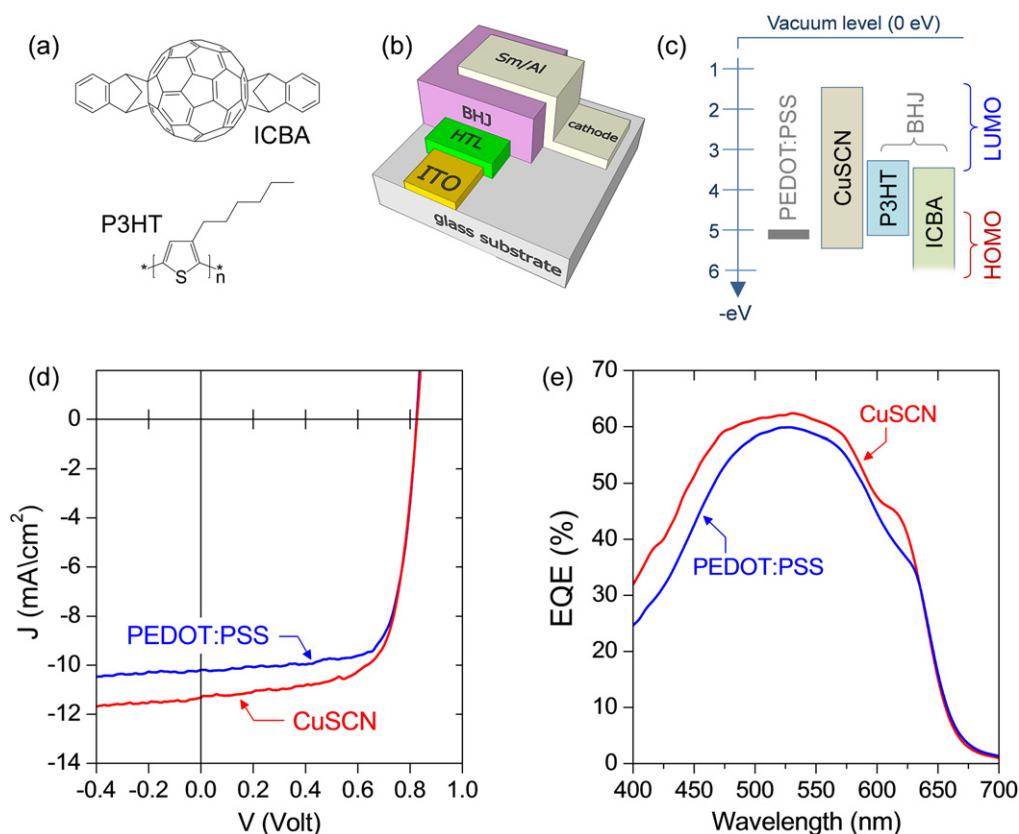 (a)
ICBA
P3HT
S
n
*
*
(b)
Sm/Al
BHJ
HTL
ITO
cathode
glass substrate
(c)
Vacuum level (0 eV)
1
2
3
4
5
6
-eV
PEDOT:PSS
CuSCN
P3HT
ICBA
BHJ
LUMO
HOMO
(d)
0
-2
-4
-6
-8
-10
-12
-14
J (mA\cm²)
PEDOT:PSS
CuSCN
-0.4 -0.2 0.0 0.2 0.4 0.6 0.8 1.0
V (Volt)
(e)
70
60
50
40
30
20
10
0
EQE (%)
CuSCN
PEDOT:PSS
400 450 500 550 600 650 700
Wavelength (nm)